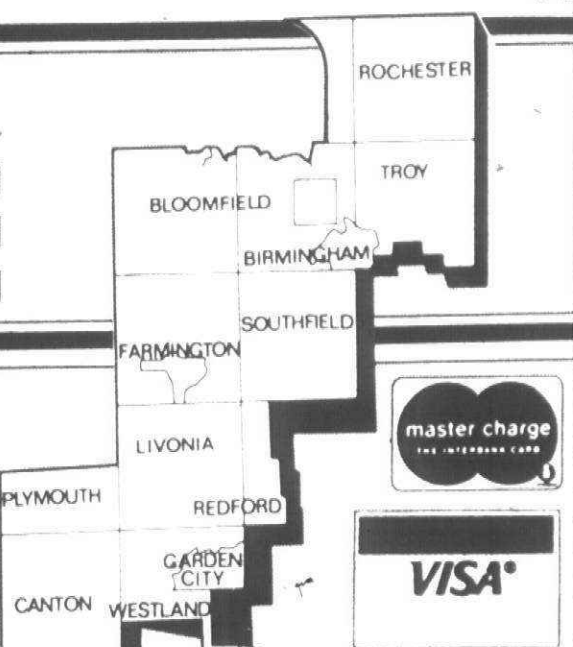 ROCHESTER
TROY
BLOOMFIELD
BIRMINGHAM
SOUTHFIELD
FARMINGTON
master charge
THE INTERBANK CARD
LIVONIA
PLYMOUTH
REDFORD
GARDEN
CITY
VISA®
CANTON
WESTLAND